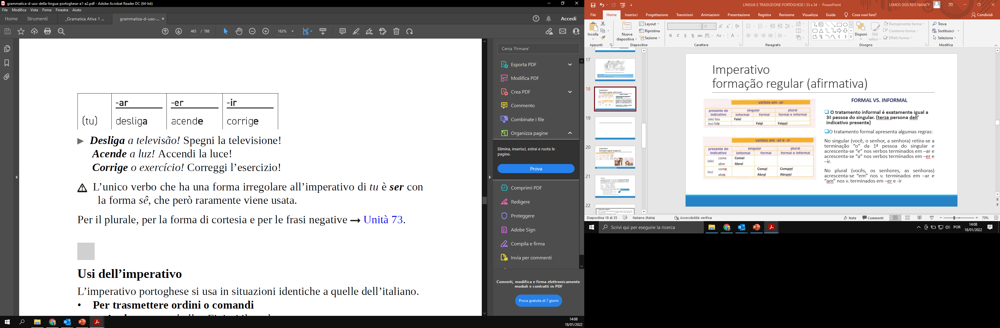 grammatica-d-uso-della-lingua-portoghese-a1-a2.pdf - Adobe Acrobat Reader DC (64-bit)
File Modifica Vista Firma Finestra Aiuto
Home Strumenti _Gramatica Ativa 1 ... grammatica-d-uso-... × Accedi
465 / 788 163%
-ar -er -ir
(tu) desliga acende corrige
Desliga a televisão! Spegni la televisione!
Acende a luz! Accendi la luce!
Corrige o exercício! Correggi l’esercizio!
L’unico verbo che ha una forma irregolare all’imperativo di tu è ser con
la forma sê, che però raramente viene usata.
Per il plurale, per la forma di cortesia e per le frasi negative ➞ Unità 73.
Usi dell’imperativo
L’imperativo portoghese si usa in situazioni identiche a quelle dell’italiano.
• Per trasmettere ordini o comandi
Cerca 'Firmare'
Esporta PDF
Modifica PDF
Crea PDF
Commento
Combinate i file
Organizza pagine
Elimina, inserisci, estrai e ruota le
pagine.
Prova
Comprimi PDF
Redigere
Proteggere
Adobe Sign
Compila e firma
Invia per commenti
Converti, modifica e firma elettronicamente
moduli e contratti in PDF
Prova gratuita di 7 giorni
14:08
18/01/2022
LINGUA E TRADUZIONE PORTOGHESE I 33 e 34 - PowerPoint
LEMOS DOS REIS NANCY
File Home Inserisci Progettazione Transizioni Animazioni Presentazione Registra Revisione Visualizza Guida Cosa vuoi fare? Condividi
Incolla
Appunti
Nuova
diapositiva
Layout
Ripristina
Sezione
Diapositive
18
G C S S abc AV Aa A
Carattere
Paragrafo
Disponi
Stili
veloci
Riempimento forma
Contorno forma
Effetti forma
Disegno
Trova
Sostituisci
Seleziona
Modifica
17
18
19
20
21
22
Imperativo
formação regular (afirmativa)
verbos em -ar
presente do
indicativo
singular plural
informal formal formal e informal
(ele) fala Fala!
(eu) falo Fale! Falem!
verbos em -er e -ir
presente do
indicativo
singular plural
informal formal formal e informal
(ele) come Come!
abre Abre!
(eu) como Coma! Comam!
abro Abra! Abram!
FORMAL VS. INFORMAL
O tratamento informal é exatamente igual a
3ª pessoa do singular. (terza persona dell’
indicativo presente)
O tratamento formal apresenta algumas regras:
No singular (você, o senhor, a senhora) retira-se a
terminação “o” da 1ª pessoa do singular e
acrescenta-se “e” nos verbos terminados em –ar e
acrescenta-se “a” nos verbos terminados em –er e
–ir.
No plural (vocês, os senhores, as senhoras)
acrescenta-se “em” nos v. terminados em –ar e
“am” nos v. terminados em –er e -ir
Diapositiva 18 di 35 Italiano (Italia) Accessibilità: verifica Note Commenti 70%
Scrivi qui per eseguire la ricerca
POR
14:08
18/01/2022